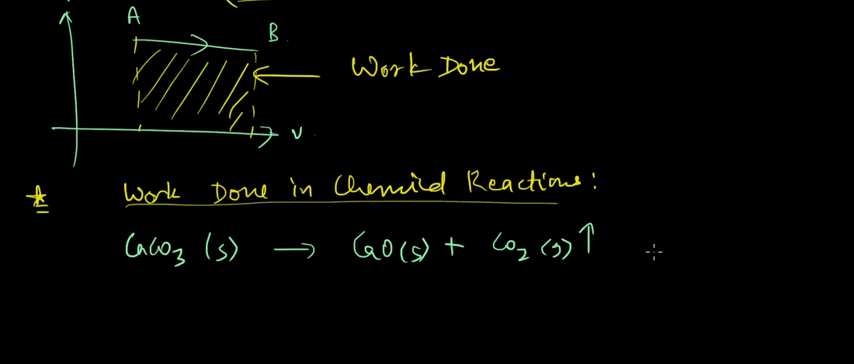 A
B
Work Done
V
* Work Done in Chemical Reactions:
CaCO3 (s) → CaO(s) + CO2 (g) ↑